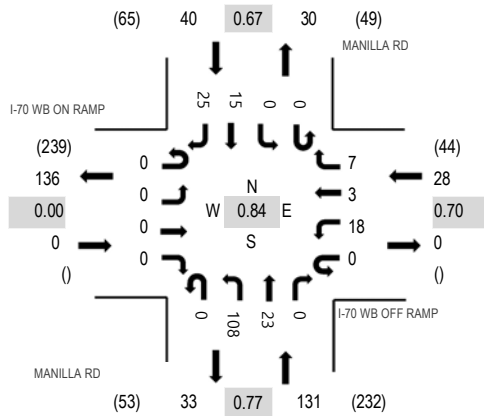 (65) 40 0.67 30 (49)
MANILLA RD
25 15 0 0
I-70 WB ON RAMP
(239) 0 7 (44)
136 0 3 28
N
0.00 W 0.84 E 0.70
S
0 0 18 0
() 0 0 ()
0 108 23 0
I-70 WB OFF RAMP
MANILLA RD
(53) 33 0.77 131 (232)